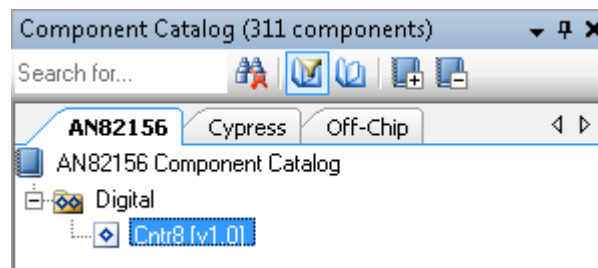 Component Catalog (311 components)
Search for...
AN82156 Cypress Off-Chip
AN82156 Component Catalog
Digital
Cntr8 [v1.0]